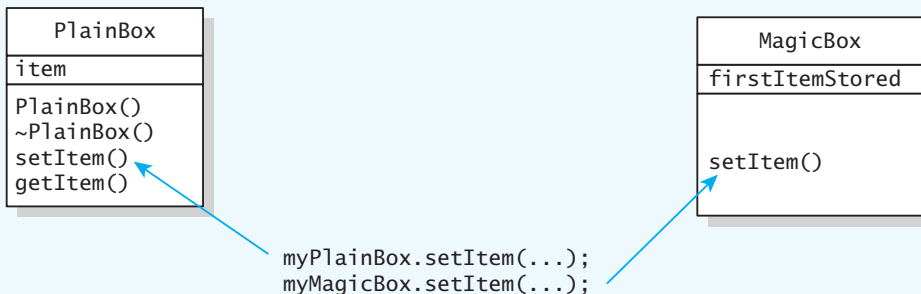 PlainBox
item
PlainBox()
~PlainBox()
setItem()
getItem()
MagicBox
firstItemStored
setItem()
myPlainBox.setItem(...);
myMagicBox.setItem(...);